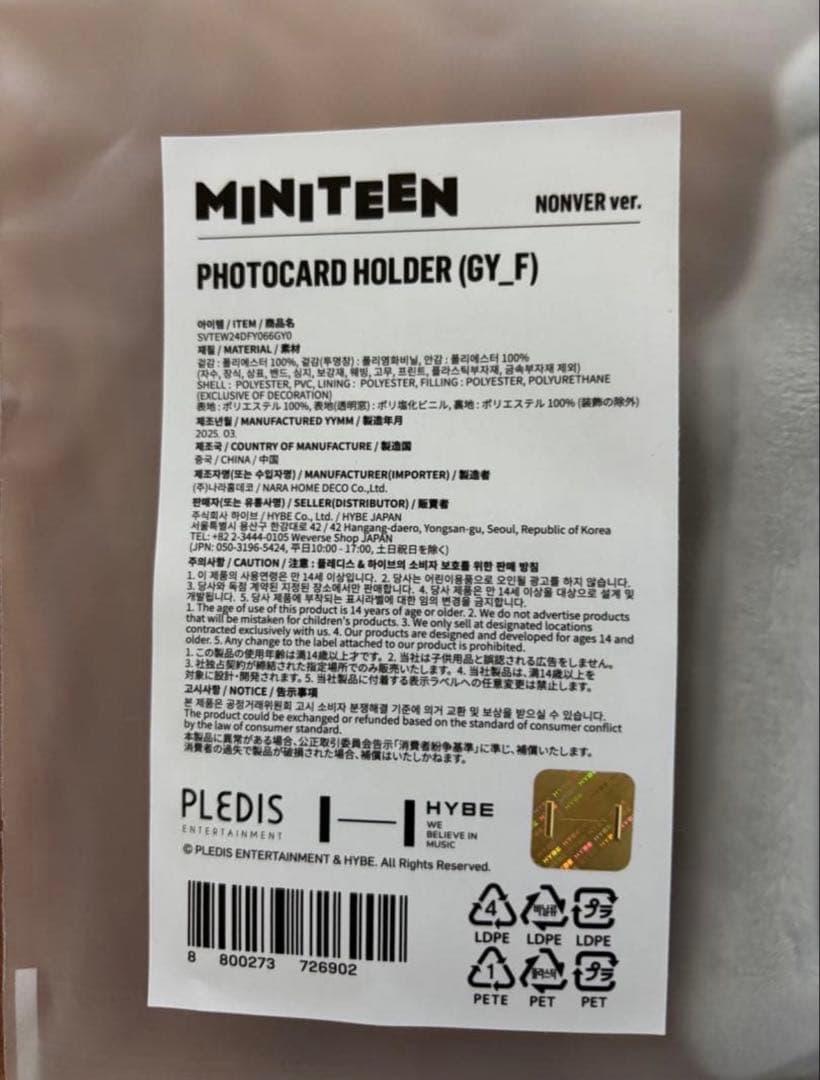 MINITEEN
NONVER ver.
PHOTOCARD HOLDER (GY_F)
아이템 / ITEM / 商品名
SVTEW24DFY066GY0
재질 / MATERIAL / 素材
겉감 : 폴리에스터 100%, 겉감(투명창) : 폴리염화비닐, 안감 : 폴리에스터 100%
(자수, 장식, 상표, 밴드, 심지, 보강재, 웨빙, 고무, 프린트, 플라스틱부자재, 금속부자재 제외)
SHELL : POLYESTER, PVC, LINING : POLYESTER, FILLING : POLYESTER, POLYURETHANE
(EXCLUSIVE OF DECORATION)
表地 : ポリエステル 100%, 表地(透明窓) : ポリ塩化ビニル, 裏地 : ポリエステル 100% (装飾の除外)
제조년월 / MANUFACTURED YYMM / 製造年月
2025. 03.
제조국 / COUNTRY OF MANUFACTURE / 製造国
중국 / CHINA / 中国
제조자명(또는 수입자명) / MANUFACTURER(IMPORTER) / 製造者
(주)나라홈데코 / NARA HOME DECO Co.,Ltd.
판매자(또는 유통사명) / SELLER(DISTRIBUTOR) / 販賣者
주식회사 하이브 / HYBE Co., Ltd. / HYBE JAPAN
서울특별시 용산구 한강대로 42 / 42 Hangang-daero, Yongsan-gu, Seoul, Republic of Korea
TEL: +82 2-3444-0105 Weverse Shop JAPAN
(JPN: 050-3196-5424, 平日10:00 - 17:00, 土日祝日を除く)
주의사항 / CAUTION / 注意 : 플레디스 & 하이브의 소비자 보호를 위한 판매 방침
1. 이 제품의 사용연령은 만 14세 이상입니다. 2. 당사는 어린이용품으로 오인될 광고를 하지 않습니다.
3. 당사와 독점 계약된 지정된 장소에서만 판매합니다. 4. 당사 제품은 만 14세 이상을 대상으로 설계 및
개발됩니다. 5. 당사 제품에 부착되는 표시라벨에 대한 임의 변경을 금지합니다.
1. The age of use of this product is 14 years of age or older. 2. We do not advertise products
that will be mistaken for children's products. 3. We only sell at designated locations
contracted exclusively with us. 4. Our products are designed and developed for ages 14 and
older. 5. Any change to the label attached to our product is prohibited.
1. この製品の使用年齢は満14歳以上才です。2. 当社は子供用品と誤認される広告をしません。
3. 社独占契約が締結された指定場所でのみ販売いたします。4. 当社製品は、満14歳以上を
対象に設計・開発されます。5. 当社製品に付着する表示ラベルへの任意変更は禁止します。
고시사항 / NOTICE / 告示事項
본 제품은 공정거래위원회 고시 소비자 분쟁해결 기준에 의거 교환 및 보상을 받으실 수 있습니다.
The product could be exchanged or refunded based on the standard of consumer conflict
by the law of consumer standard.
本製品に異常がある場合、公正取引委員会告示「消費者紛争基準」に準じ、補償いたします。
消費者の過失で製品が破損された場合、補償はいたしかねます。
PLEDIS
ENTERTAINMENT
HYBE
WE
BELIEVE IN
MUSIC
© PLEDIS ENTERTAINMENT & HYBE. All Rights Reserved.
8 800273 726902
4
プラ
LDPE LDPE LDPE
1
플라스틱
プラ
PETE PET PET